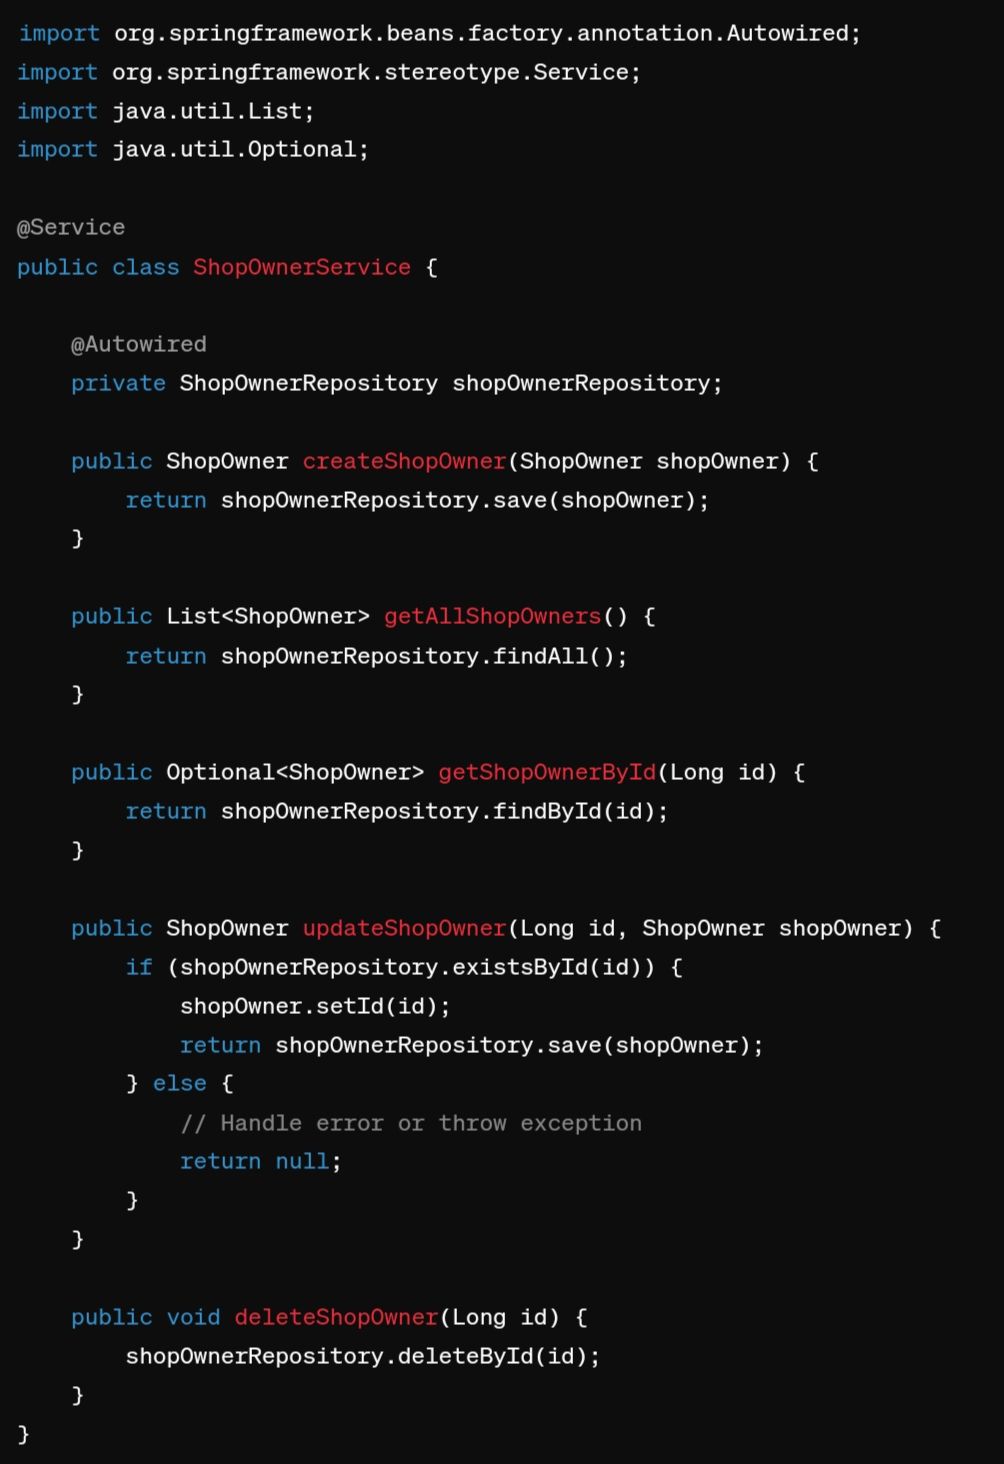 import org.springframework.beans.factory.annotation.Autowired;
import org.springframework.stereotype.Service;
import java.util.List;
import java.util.Optional;

@Service
public class ShopOwnerService {

    @Autowired
    private ShopOwnerRepository shopOwnerRepository;

    public ShopOwner createShopOwner(ShopOwner shopOwner) {
        return shopOwnerRepository.save(shopOwner);
    }

    public List<ShopOwner> getAllShopOwners() {
        return shopOwnerRepository.findAll();
    }

    public Optional<ShopOwner> getShopOwnerById(Long id) {
        return shopOwnerRepository.findById(id);
    }

    public ShopOwner updateShopOwner(Long id, ShopOwner shopOwner) {
        if (shopOwnerRepository.existsById(id)) {
            shopOwner.setId(id);
            return shopOwnerRepository.save(shopOwner);
        } else {
            // Handle error or throw exception
            return null;
        }
    }

    public void deleteShopOwner(Long id) {
        shopOwnerRepository.deleteById(id);
    }
}